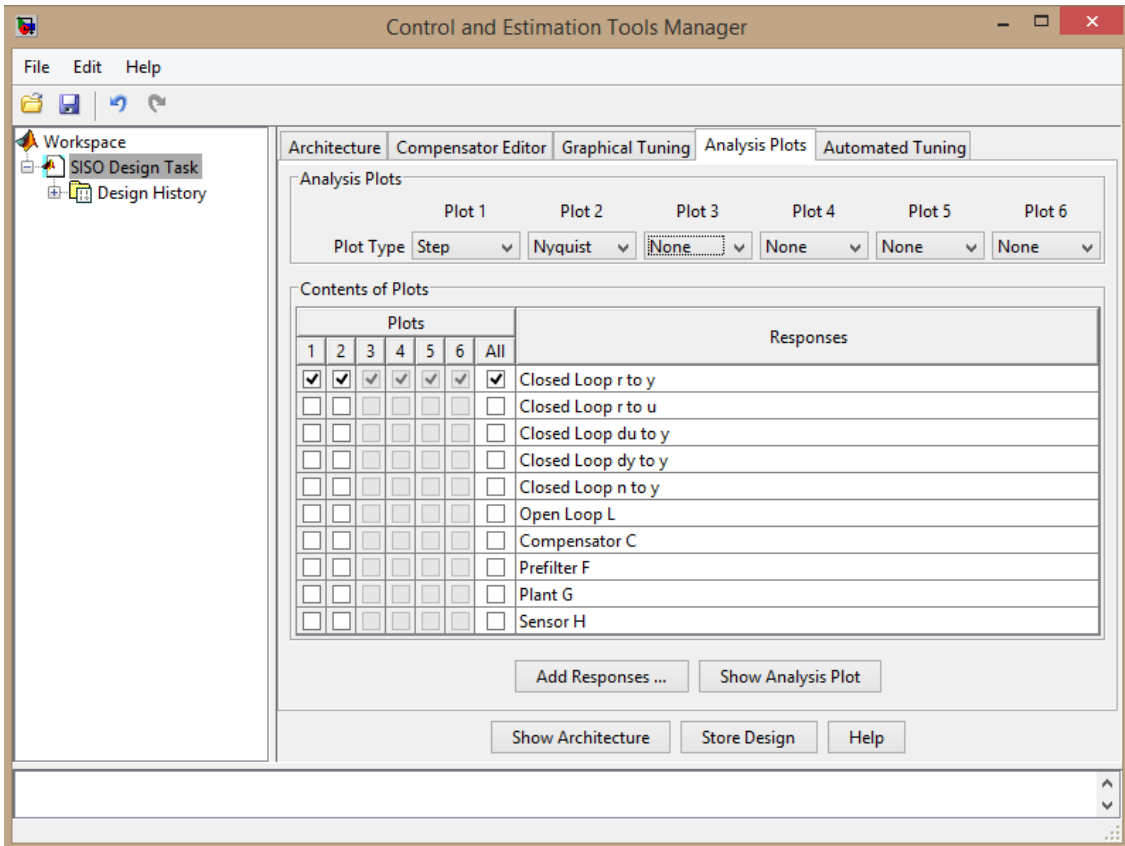 Control and Estimation Tools Manager
File Edit Help
Workspace
SISO Design Task
Design History
Architecture Compensator Editor Graphical Tuning Analysis Plots Automated Tuning
Analysis Plots
Plot 1 Plot 2 Plot 3 Plot 4 Plot 5 Plot 6
Plot Type Step Nyquist None None None None
Contents of Plots
Plots
Responses
1 2 3 4 5 6 All
Closed Loop r to y
Closed Loop r to u
Closed Loop du to y
Closed Loop dy to y
Closed Loop n to y
Open Loop L
Compensator C
Prefilter F
Plant G
Sensor H
Add Responses ... Show Analysis Plot
Show Architecture Store Design Help